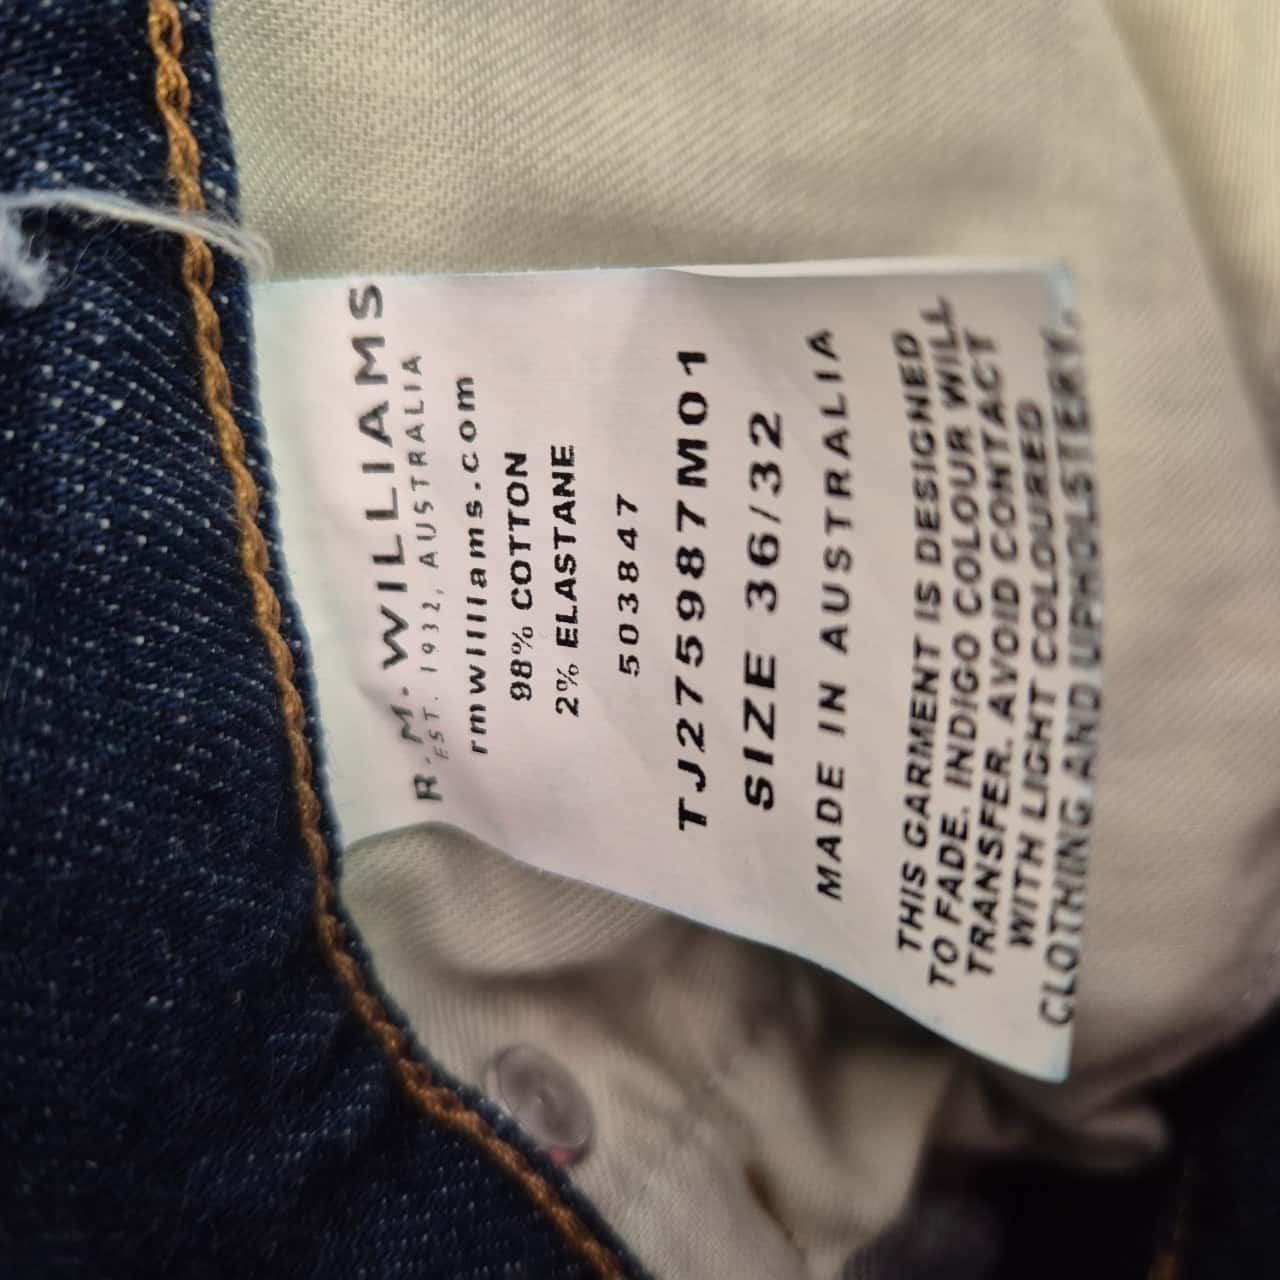 R.M.WILLIAMS
EST. 1932, AUSTRALIA
rmwilliams.com
98% COTTON
2% ELASTANE
503847
TJ275987M01
SIZE 36/32
MADE IN AUSTRALIA
THIS GARMENT IS DESIGNED
TO FADE. INDIGO COLOUR WILL
TRANSFER. AVOID CONTACT
WITH LIGHT COLOURED
CLOTHING AND UPHOLSTERY.